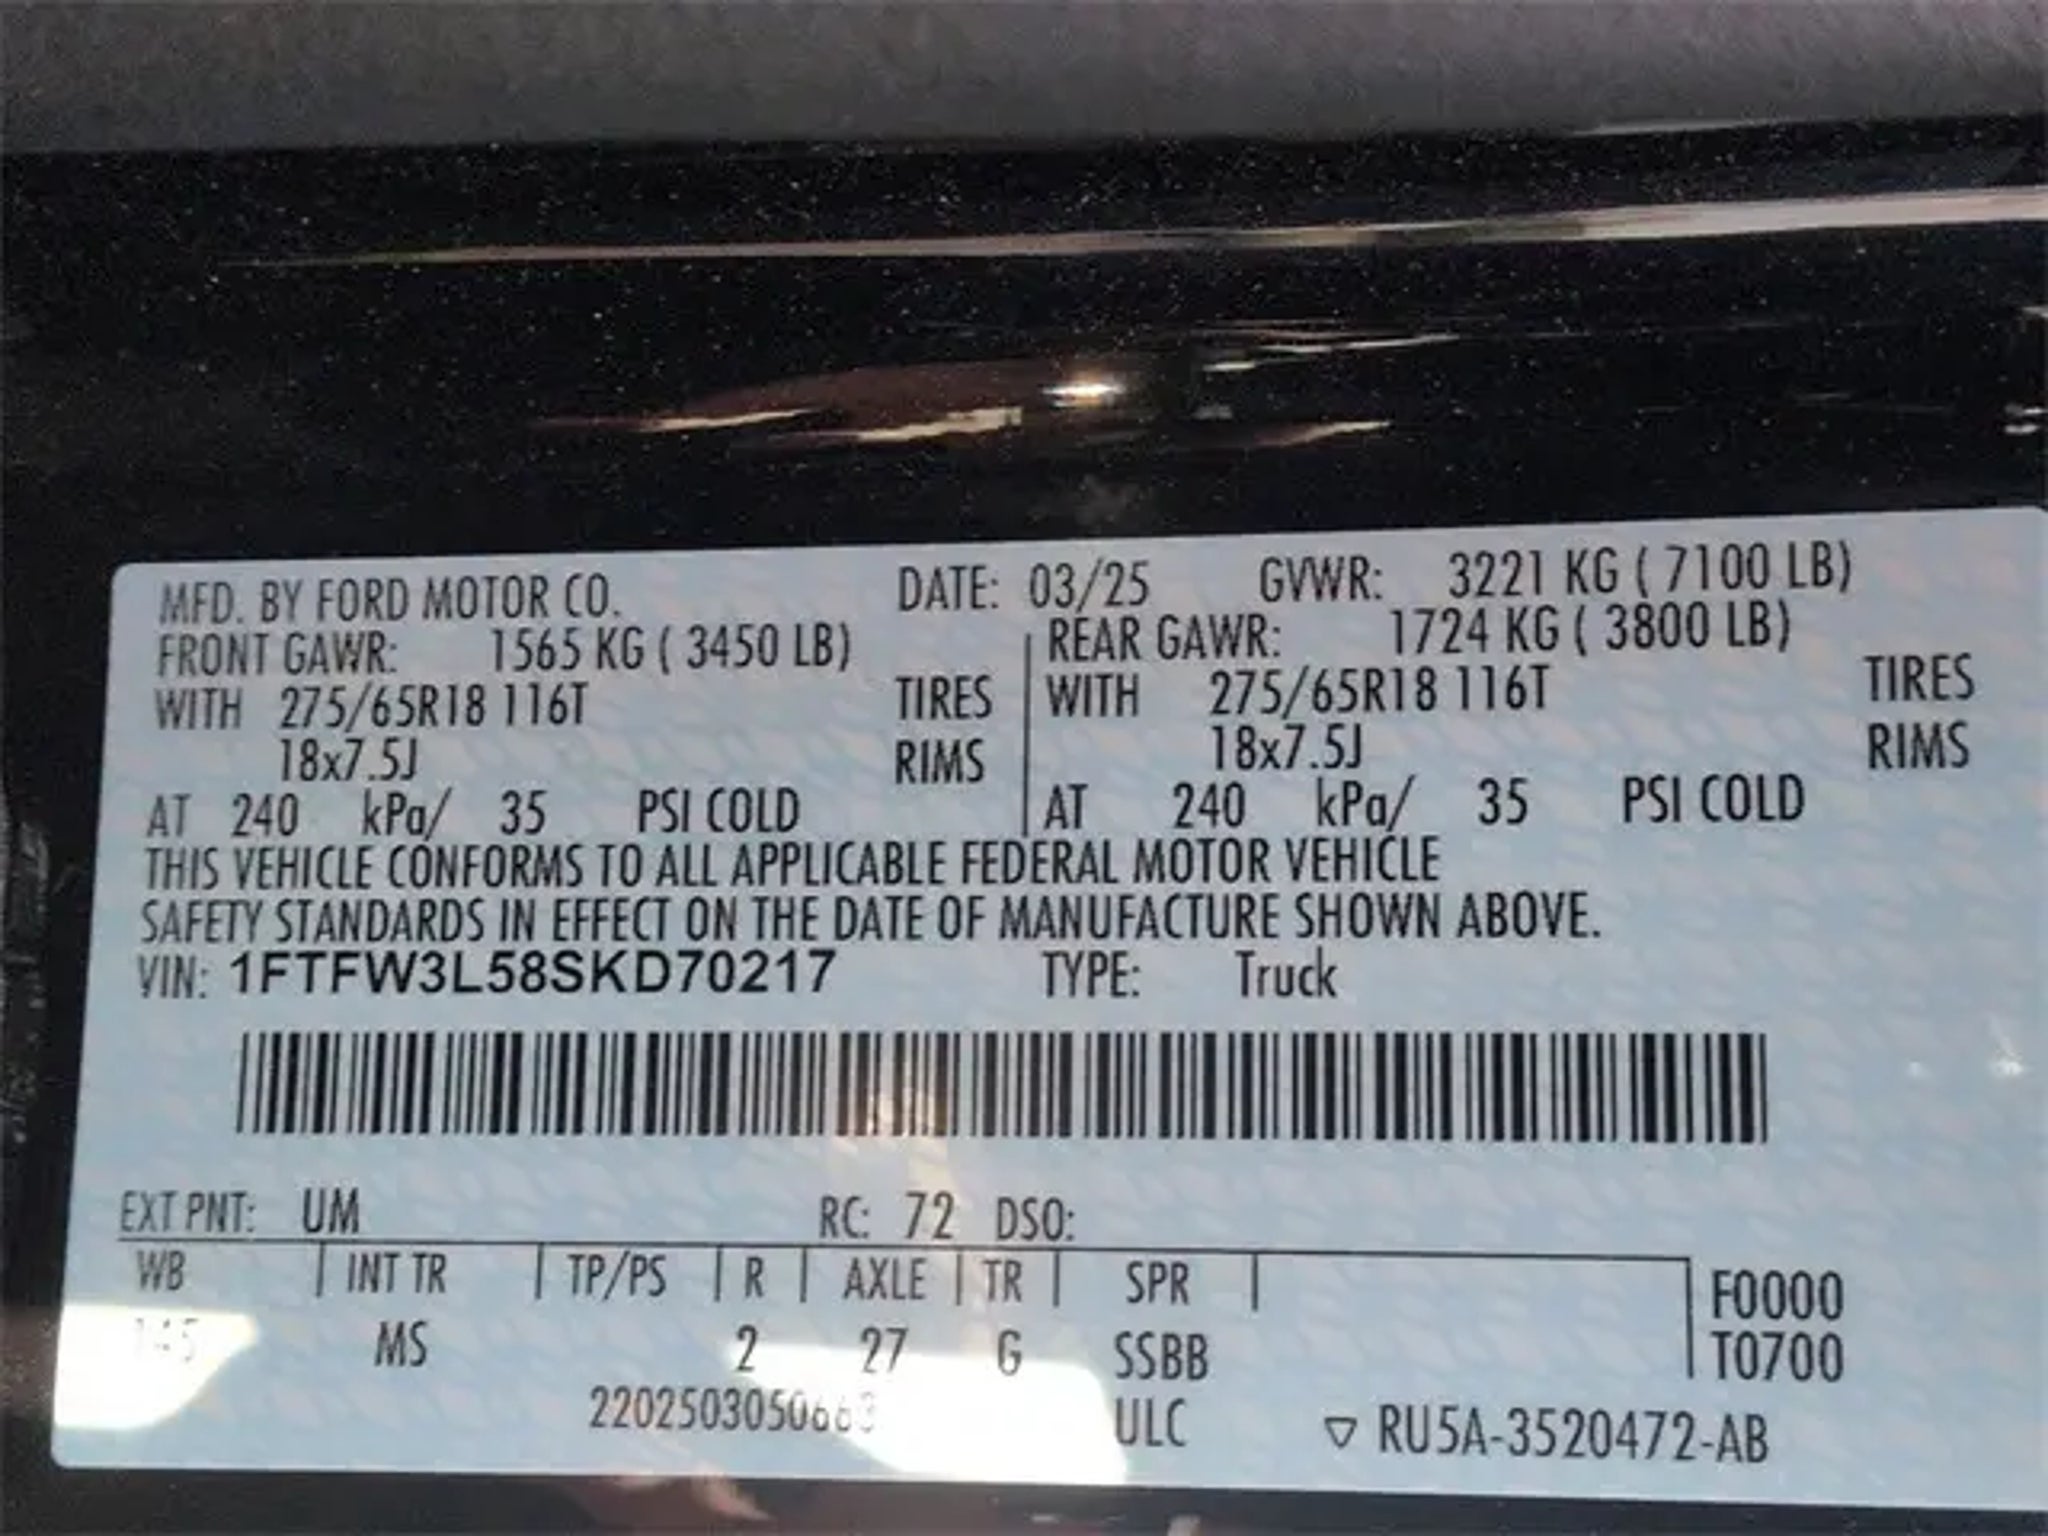 MFD. BY FORD MOTOR CO. DATE: 03/25 GVWR: 3221 KG ( 7100 LB)
FRONT GAWR: 1565 KG ( 3450 LB) REAR GAWR: 1724 KG ( 3800 LB)
WITH 275/65R18 116T TIRES WITH 275/65R18 116T TIRES
18x7.5J RIMS 18x7.5J RIMS
AT 240 kPa/ 35 PSI COLD AT 240 kPa/ 35 PSI COLD
THIS VEHICLE CONFORMS TO ALL APPLICABLE FEDERAL MOTOR VEHICLE
SAFETY STANDARDS IN EFFECT ON THE DATE OF MANUFACTURE SHOWN ABOVE.
VIN: 1FTFW3L58SKD70217 TYPE: Truck
EXT PNT: UM RC: 72 DSO:
WB INT TR TP/PS R AXLE TR SPR F0000
145 MS 2 27 G SSBB T0700
ULC ▽ RU5A-3520472-AB